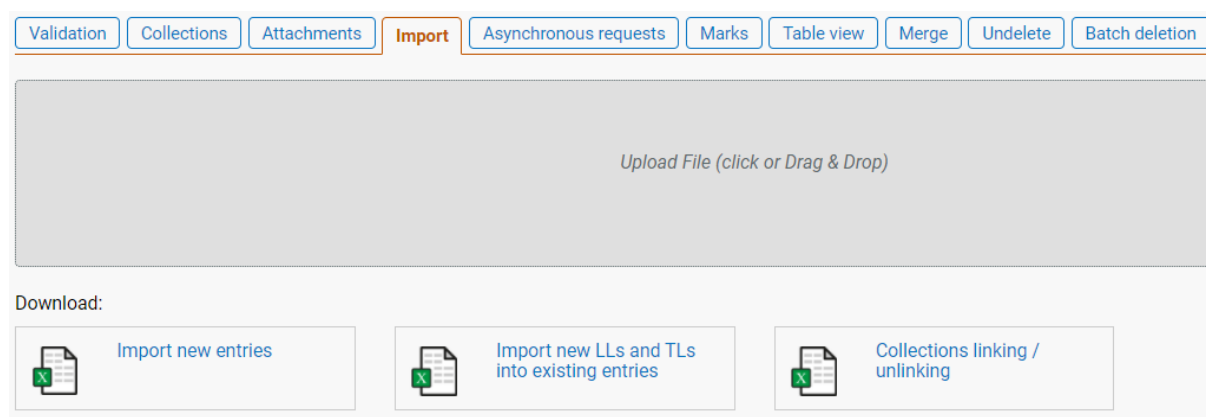 Validation Collections Attachments Import Asynchronous requests Marks Table view Merge Undelete Batch deletion
Upload File (click or Drag & Drop)
Download:
Import new entries
Import new LLs and TLs
into existing entries
Collections linking /
unlinking